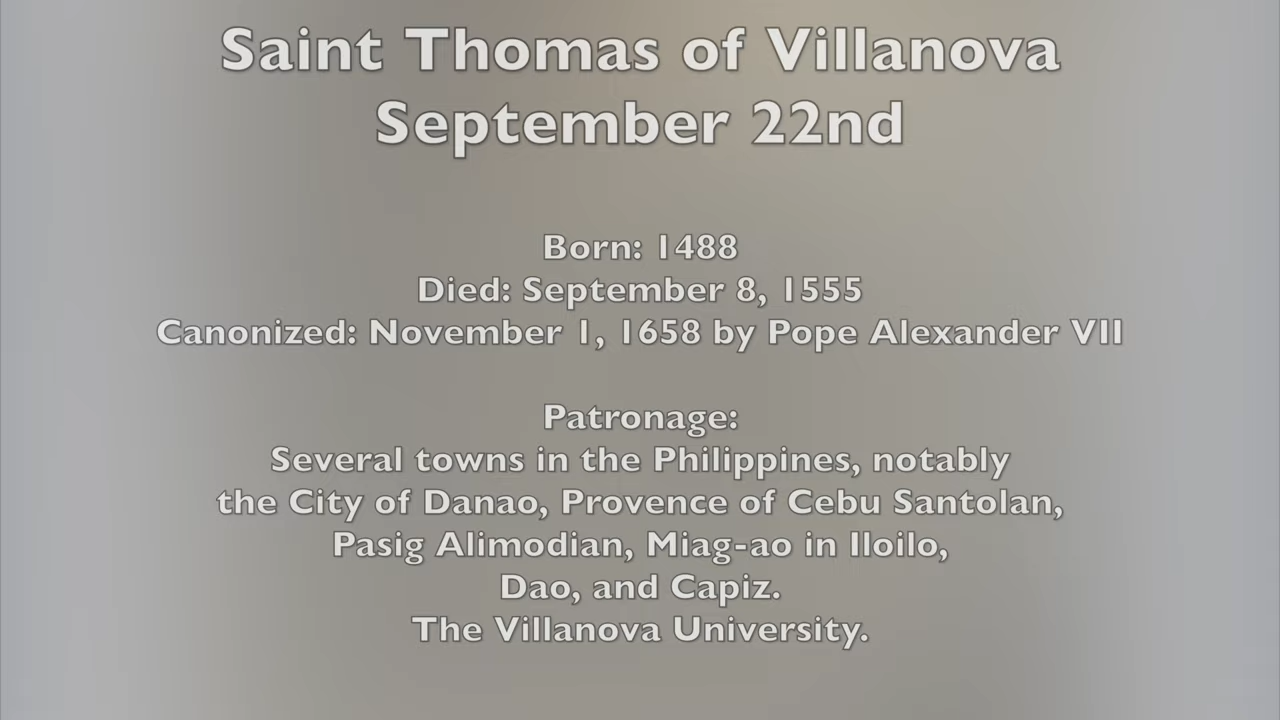 Saint Thomas of Villanova
September 22nd
Born: 1488
Died: September 8, 1555
Canonized: November 1, 1658 by Pope Alexander VII
Patronage:
Several towns in the Philippines, notably
the City of Danao, Provence of Cebu Santolan,
Pasig Alimodian, Miag-ao in Iloilo,
Dao, and Capiz.
The Villanova University.